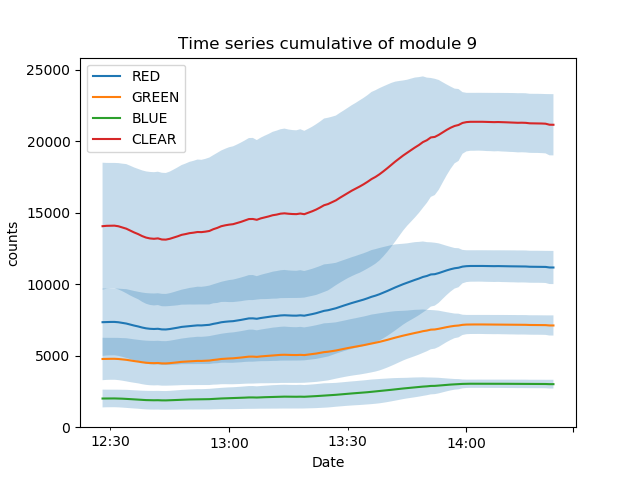 Time series cumulative of module 9
RED
GREEN
BLUE
CLEAR
counts
25000
20000
15000
10000
5000
0
12:30
13:00
13:30
14:00
Date